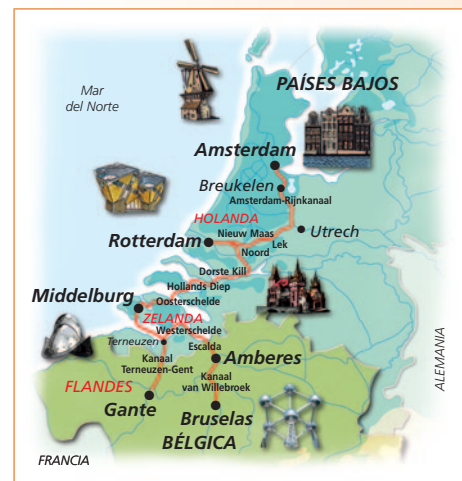 Mar
del Norte
PAÍSES BAJOS
Amsterdam
Breukelen
Amsterdam-Rijnkanaal
HOLANDA
Nieuw Maas
Utrech
Lek
Rotterdam
Noord
Dorste Kill
Hollands Diep
Middelburg
Oosterschelde
ZELANDA
Westerschelde
Terneuzen
Escalda
Kanaal
Terneuzen-Gent
Amberes
Kanaal
van Willebroek
FLANDES
Gante
Bruselas
BÉLGICA
ALEMANIA
FRANCIA